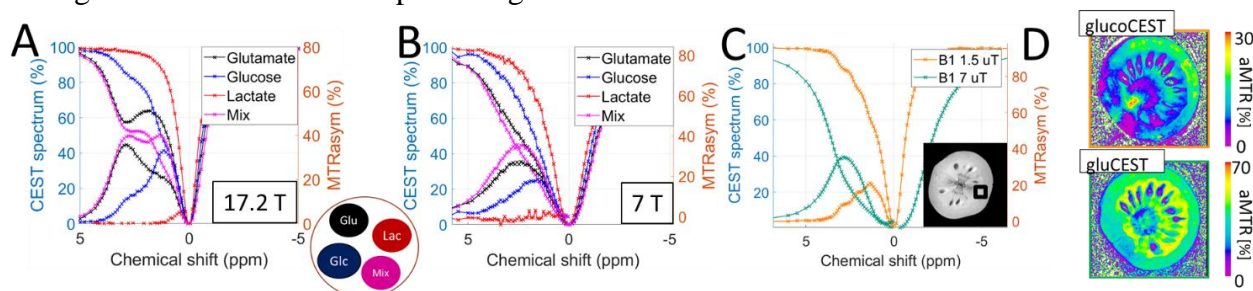 A
CEST spectrum (%)
100
80
60
40
20
0
Glutamate
Glucose
Lactate
Mix
17.2 T
80
60
40
20
0
MTRasym (%)
5
0
-5
Chemical shift (ppm)
Glu
Lac
Glc
Mix
B
CEST spectrum (%)
100
80
60
40
20
Glutamate
Glucose
Lactate
Mix
7 T
80
60
40
20
0
MTRasym (%)
5
0
-5
Chemical shift (ppm)
C
CEST spectrum (%)
100
80
60
40
20
B1 1.5 uT
B1 7 uT
80
60
40
20
0
MTRasym (%)
5
0
-5
Chemical shift (ppm)
D
glucoCEST
30
aMTR [%]
0
gluCEST
70
aMTR [%]
0